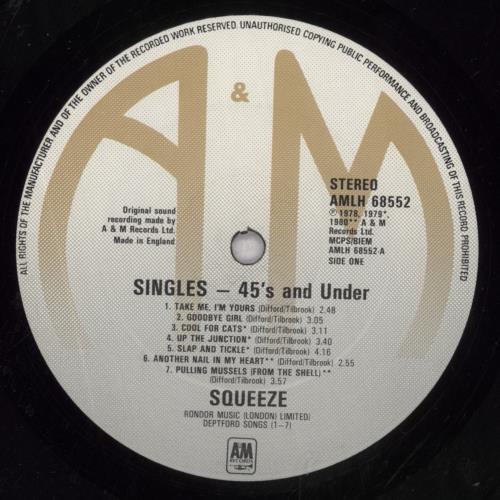 ALL RIGHTS OF THE MANUFACTURER AND OF THE OWNER OF THE RECORDED WORK RESERVED. UNAUTHORISED COPYING PUBLIC PERFORMANCE AND BROADCASTING OF THIS RECORD PROHIBITED
A & M
Original sound
recording made by
A & M Records Ltd.
Made in England
STEREO
AMLH 68552
Ⓟ 1978, 1979*,
1980** A & M
Records Ltd.
MCPS/BIEM
AMLH 68552-A
SIDE ONE
SINGLES – 45's and Under
1. TAKE ME, I'M YOURS (Difford/Tilbrook) 2.48
2. GOODBYE GIRL (Difford/Tilbrook) 3.05
3. COOL FOR CATS* (Difford/Tilbrook) 3.11
4. UP THE JUNCTION* (Difford/Tilbrook) 3.40
5. SLAP AND TICKLE* (Difford/Tilbrook) 4.16
6. ANOTHER NAIL IN MY HEART** (Difford/Tilbrook) 2.55
7. PULLING MUSSELS (FROM THE SHELL)**
(Difford/Tilbrook) 3.57
SQUEEZE
RONDOR MUSIC (LONDON) LIMITED/
DEPTFORD SONGS (1–7)
AM
RECORDS